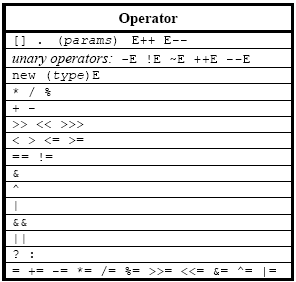 Operator
[] . (params) E++ E--
unary operators: -E !E ~E ++E --E
new (type)E
* / %
+ -
>> << >>>
< > <= >=
== !=
&
^
|
&&
||
? :
= += -= *= /= %= >>= <<= &= ^= |=